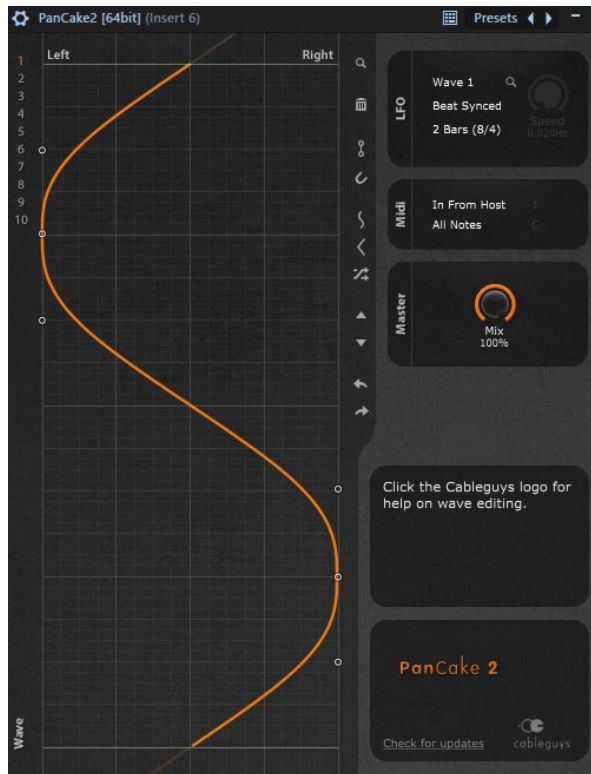 PanCake2 [64bit] (Insert 6)
Presets
Left
Right
1
2
3
4
5
6
7
8
9
10
Wave
LFO
Wave 1
Beat Synced
2 Bars (8/4)
Speed
0.020Hz
Midi
In From Host 1
All Notes C
Master
Mix
100%
Click the Cableguys logo for
help on wave editing.
PanCake 2
Check for updates
cableguys